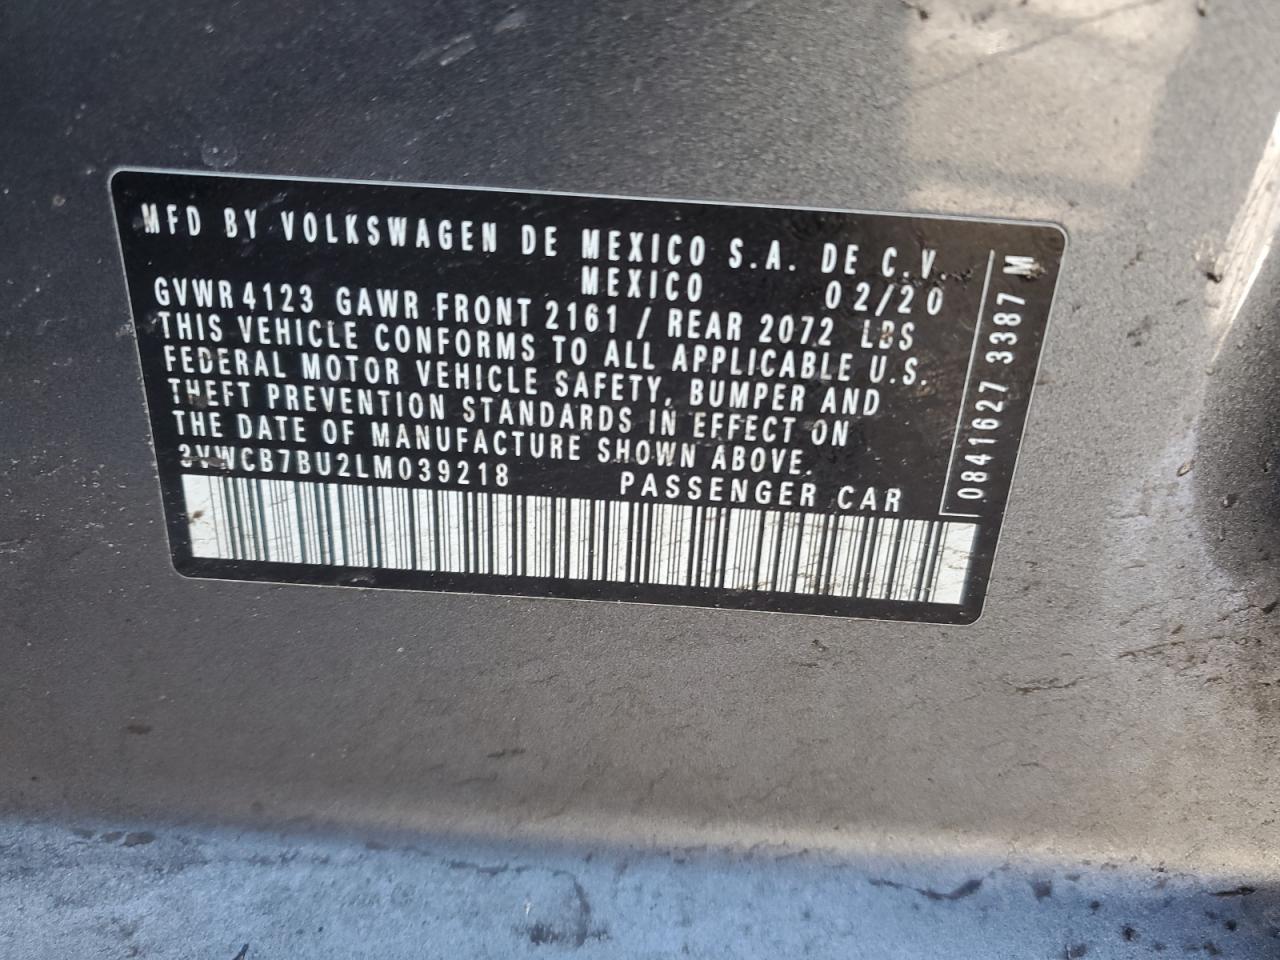 MFD BY VOLKSWAGEN DE MEXICO S.A. DE C.V.
MEXICO 02/20
GVWR 4123 GAWR FRONT 2161 / REAR 2072 LBS
THIS VEHICLE CONFORMS TO ALL APPLICABLE U.S.
FEDERAL MOTOR VEHICLE SAFETY, BUMPER AND
THEFT PREVENTION STANDARDS IN EFFECT ON
THE DATE OF MANUFACTURE SHOWN ABOVE.
3VWCB7BU2LM039218 PASSENGER CAR
0841627 3387 M